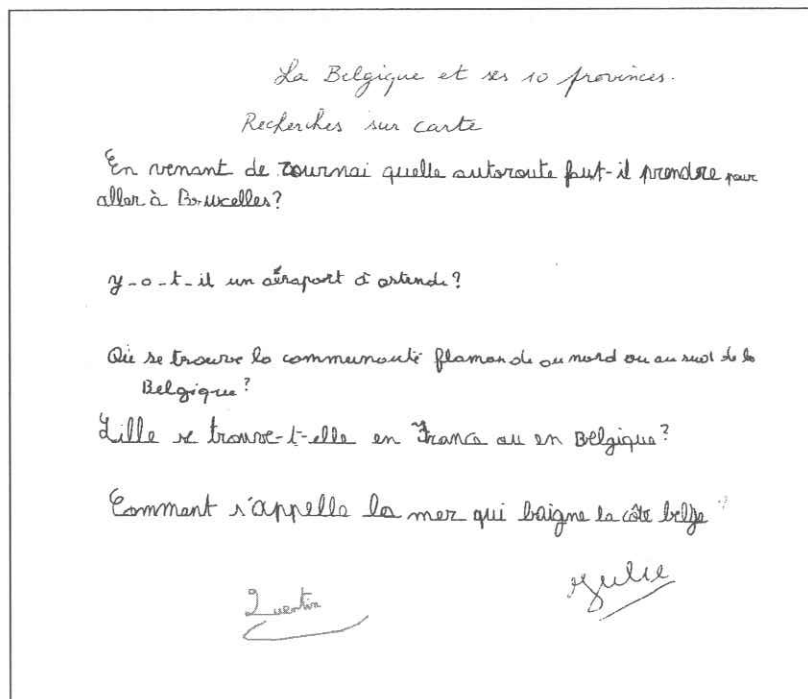 La Belgique et ses 10 provinces.
Recherches sur carte
En venant de Tournai quelle autoroute faut-il prendre pour
aller à Bruxelles?
y-a-t-il un aéroport à ostende?
Où se trouve la communauté flamande au nord ou au sud de la
Belgique?
Lille se trouve-t-elle en France ou en Belgique?
Comment s'appelle la mer qui baigne la côte belge ?
Quentin
Julie